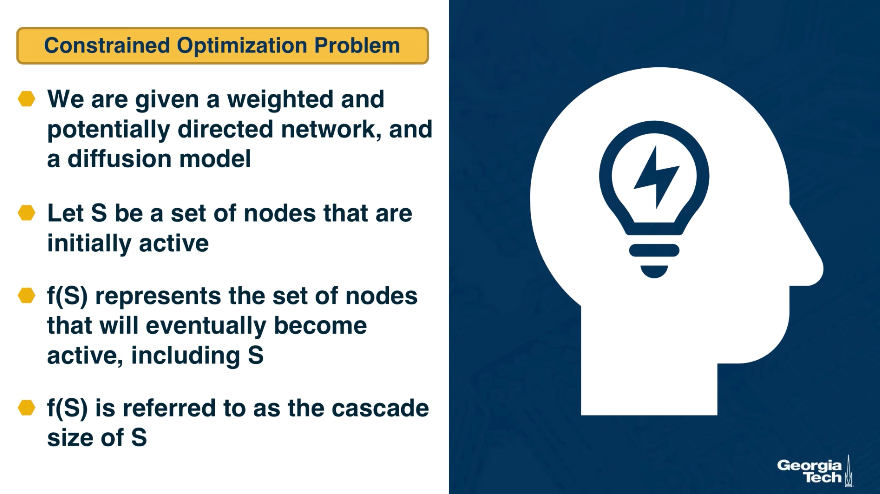 Constrained Optimization Problem
We are given a weighted and
potentially directed network, and
a diffusion model
Let S be a set of nodes that are
initially active
f(S) represents the set of nodes
that will eventually become
active, including S
f(S) is referred to as the cascade
size of S
Georgia
Tech